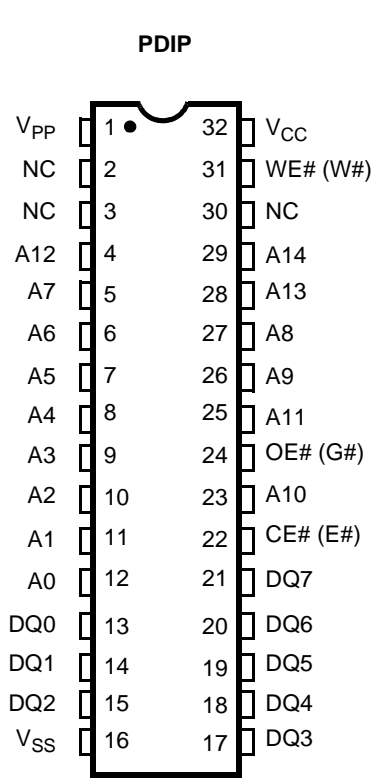 PDIP
VPP 1 32 VCC
NC 2 31 WE# (W#)
NC 3 30 NC
A12 4 29 A14
A7 5 28 A13
A6 6 27 A8
A5 7 26 A9
A4 8 25 A11
A3 9 24 OE# (G#)
A2 10 23 A10
A1 11 22 CE# (E#)
A0 12 21 DQ7
DQ0 13 20 DQ6
DQ1 14 19 DQ5
DQ2 15 18 DQ4
VSS 16 17 DQ3